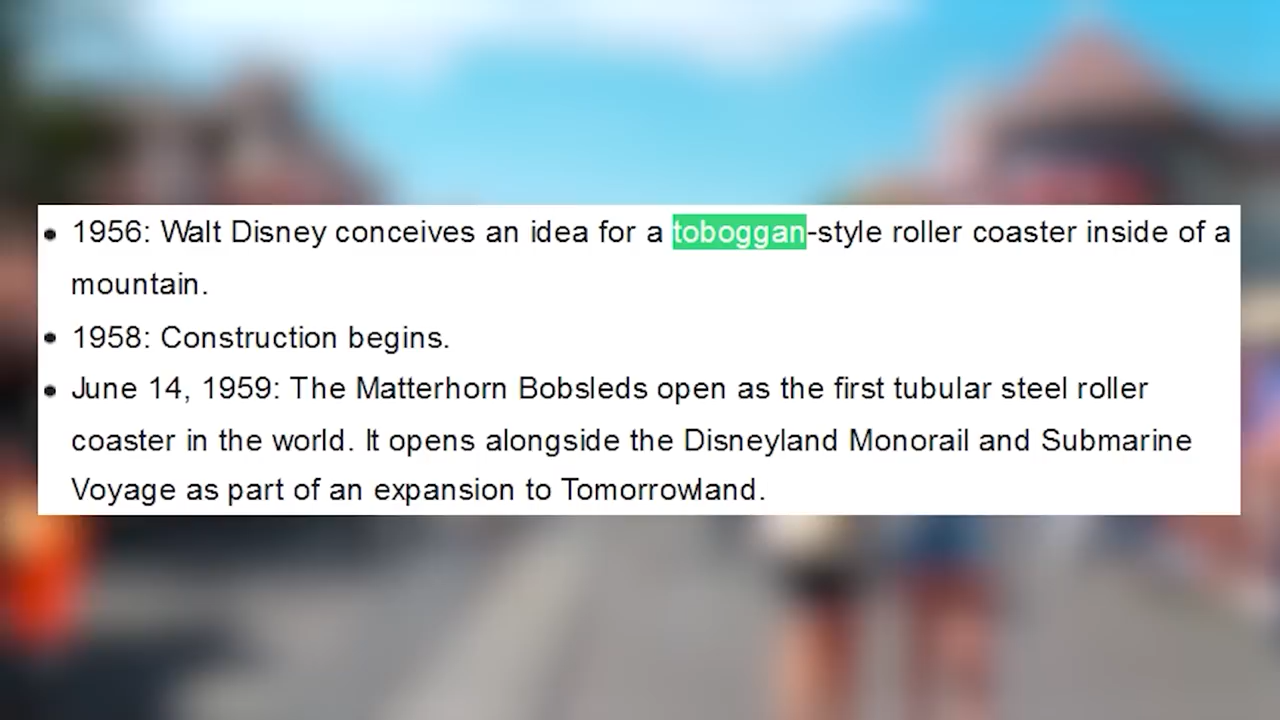 • 1956: Walt Disney conceives an idea for a toboggan-style roller coaster inside of a
mountain.
• 1958: Construction begins.
• June 14, 1959: The Matterhorn Bobsleds open as the first tubular steel roller
coaster in the world. It opens alongside the Disneyland Monorail and Submarine
Voyage as part of an expansion to Tomorrowland.